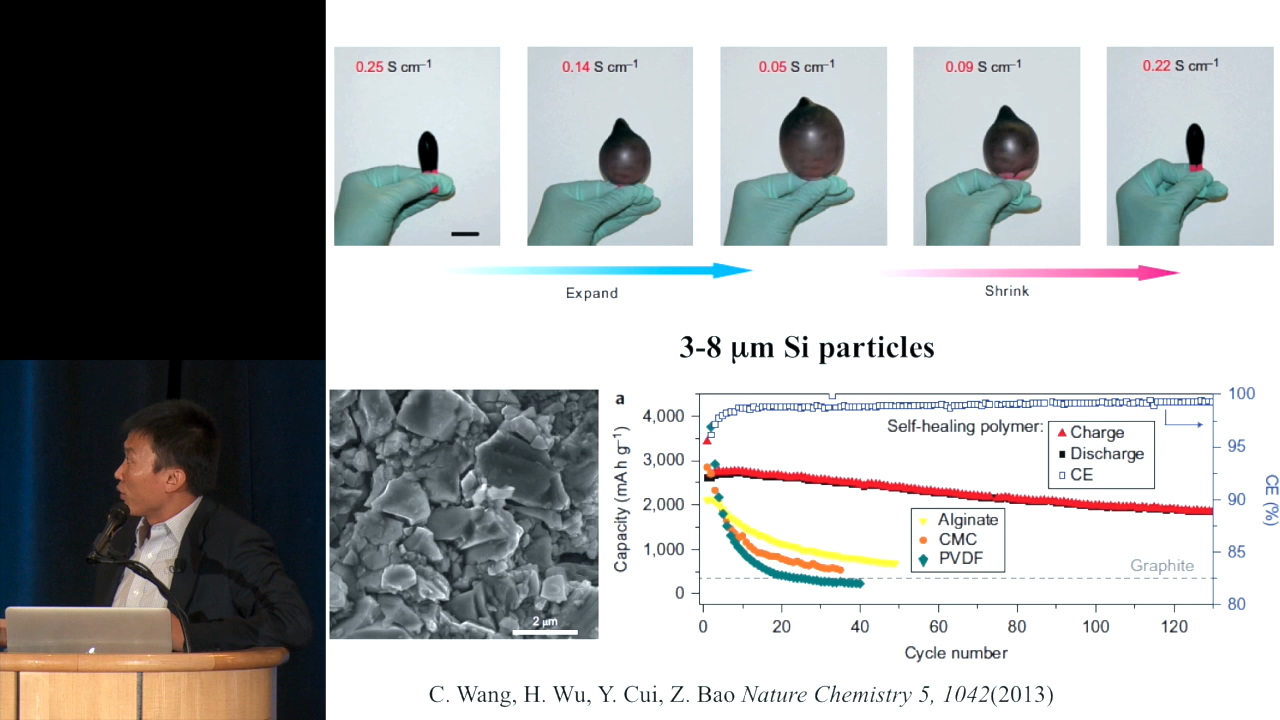 0.25 S cm⁻¹
0.14 S cm⁻¹
0.05 S cm⁻¹
0.09 S cm⁻¹
0.22 S cm⁻¹
Expand
Shrink
3-8 μm Si particles
2 μm
a
Capacity (mAh g⁻¹)
4,000
3,000
2,000
1,000
0
100
95
90
85
80
CE (%)
Self-healing polymer:
Charge
Discharge
CE
Alginate
CMC
PVDF
Graphite
0 20 40 60 80 100 120
Cycle number
C. Wang, H. Wu, Y. Cui, Z. Bao Nature Chemistry 5, 1042(2013)